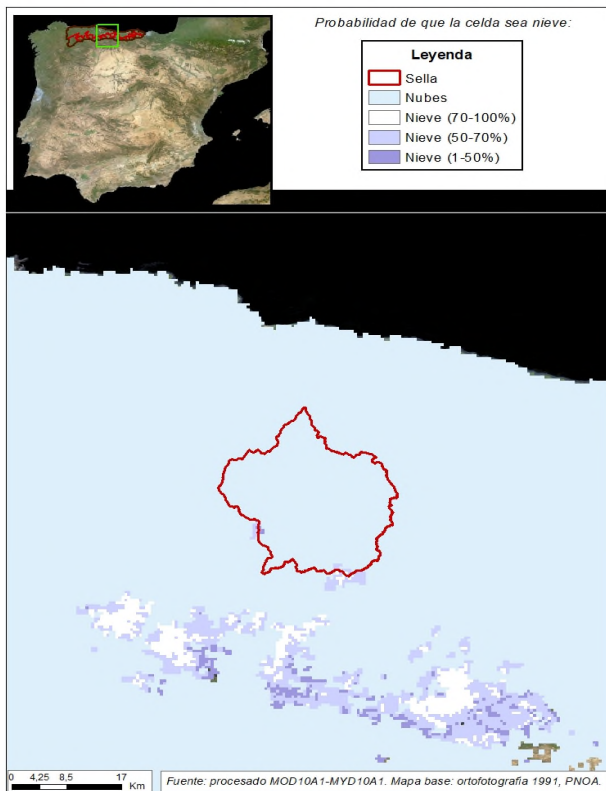 Probabilidad de que la celda sea nieve:
Leyenda
Sella
Nubes
Nieve (70-100%)
Nieve (50-70%)
Nieve (1-50%)
0 4,25 8,5 17
Km
Fuente: procesado MOD10A1-MYD10A1. Mapa base: ortofotografia 1991, PNOA.